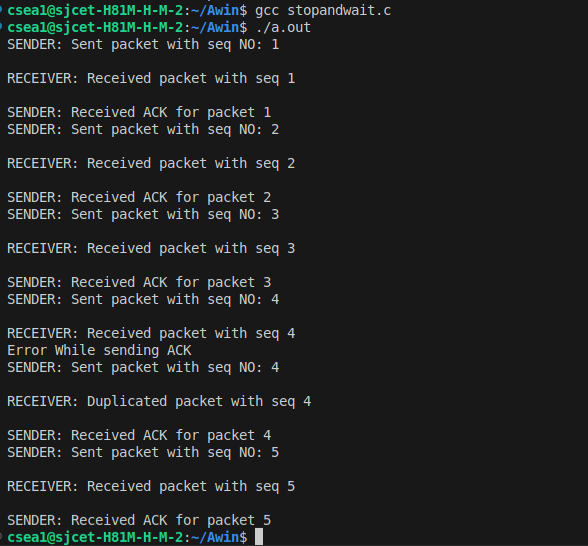 csea1@sjcet-H81M-H-M-2:~/Awin$ gcc stopandwait.c
csea1@sjcet-H81M-H-M-2:~/Awin$ ./a.out
SENDER: Sent packet with seq NO: 1
RECEIVER: Received packet with seq 1
SENDER: Received ACK for packet 1
SENDER: Sent packet with seq NO: 2
RECEIVER: Received packet with seq 2
SENDER: Received ACK for packet 2
SENDER: Sent packet with seq NO: 3
RECEIVER: Received packet with seq 3
SENDER: Received ACK for packet 3
SENDER: Sent packet with seq NO: 4
RECEIVER: Received packet with seq 4
Error While sending ACK
SENDER: Sent packet with seq NO: 4
RECEIVER: Duplicated packet with seq 4
SENDER: Received ACK for packet 4
SENDER: Sent packet with seq NO: 5
RECEIVER: Received packet with seq 5
SENDER: Received ACK for packet 5
csea1@sjcet-H81M-H-M-2:~/Awin$